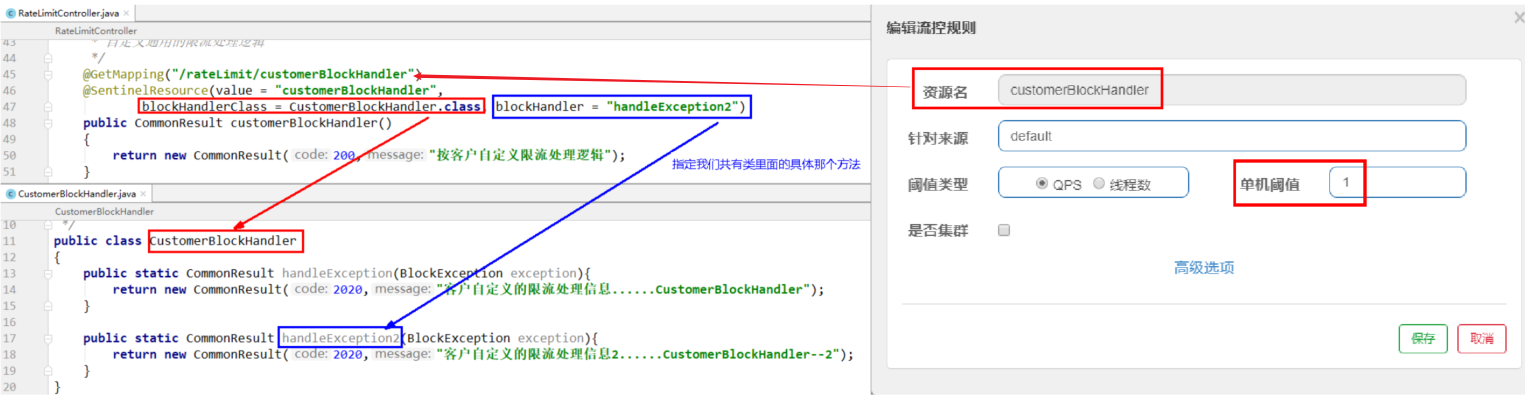 RateLimitController.java ×
RateLimitController
43 * 自定义通用的限流处理逻辑
44 */
45 @GetMapping("/rateLimit/customerBlockHandler")
46 @SentinelResource(value = "customerBlockHandler",
47 blockHandlerClass = CustomerBlockHandler.class, blockHandler = "handleException2")
48 public CommonResult customerBlockHandler()
49 {
50 return new CommonResult( code: 200, message: "按客户自定义限流处理逻辑");
51 }
指定我们共有类里面的具体那个方法
CustomerBlockHandler.java ×
CustomerBlockHandler
10 */
11 public class CustomerBlockHandler
12 {
13 public static CommonResult handleException(BlockException exception){
14 return new CommonResult( code: 2020, message: "客户自定义的限流处理信息......CustomerBlockHandler");
15 }
16
17 public static CommonResult handleException2(BlockException exception){
18 return new CommonResult( code: 2020, message: "客户自定义的限流处理信息2......CustomerBlockHandler--2");
19 }
20 }
编辑流控规则 ×
资源名 customerBlockHandler
针对来源 default
阈值类型 QPS 线程数 单机阈值 1
是否集群
高级选项
保存 取消